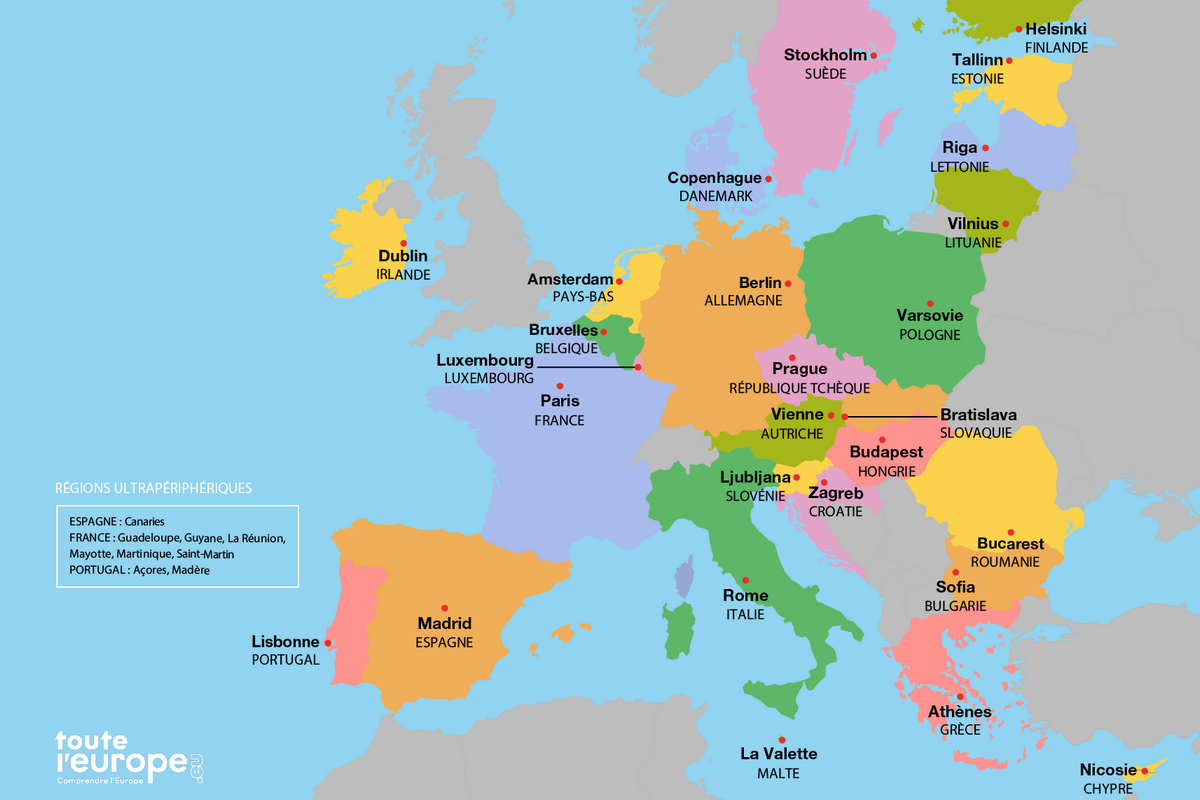 Helsinki
FINLANDE
Stockholm
SUÈDE
Tallinn
ESTONIE
Riga
LETTONIE
Copenhague
DANEMARK
Vilnius
LITUANIE
Dublin
IRLANDE
Amsterdam
PAYS-BAS
Berlin
ALLEMAGNE
Varsovie
POLOGNE
Bruxelles
BELGIQUE
Luxembourg
LUXEMBOURG
Prague
RÉPUBLIQUE TCHÈQUE
Paris
FRANCE
Vienne
AUTRICHE
Bratislava
SLOVAQUIE
Budapest
HONGRIE
Ljubljana
SLOVÉNIE
Zagreb
CROATIE
RÉGIONS ULTRAPÉRIPHÉRIQUES
ESPAGNE : Canaries
FRANCE : Guadeloupe, Guyane, La Réunion,
Mayotte, Martinique, Saint-Martin
PORTUGAL : Açores, Madère
Bucarest
ROUMANIE
Sofia
BULGARIE
Rome
ITALIE
Madrid
ESPAGNE
Lisbonne
PORTUGAL
Athènes
GRÈCE
La Valette
MALTE
Nicosie
CHYPRE
toute
l'europe.eu
Comprendre l'Europe